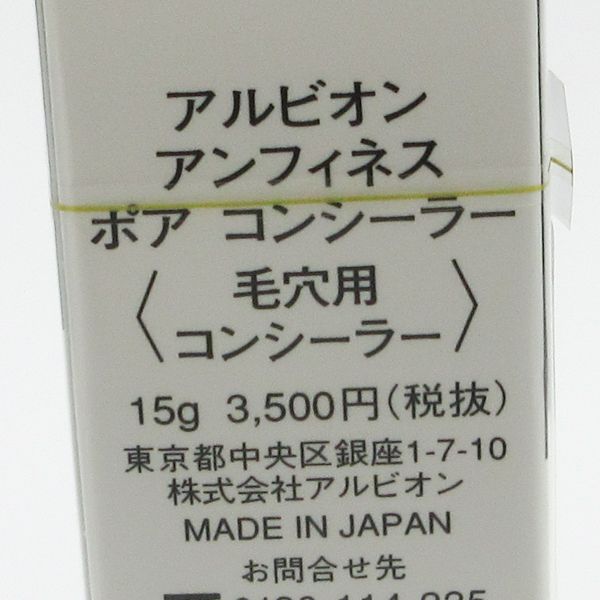 アルビオン
アンフィネス
ポア コンシーラー
〈毛穴用
コンシーラー〉
15g 3,500円(税抜)
東京都中央区銀座1-7-10
株式会社アルビオン
MADE IN JAPAN
お問合せ先